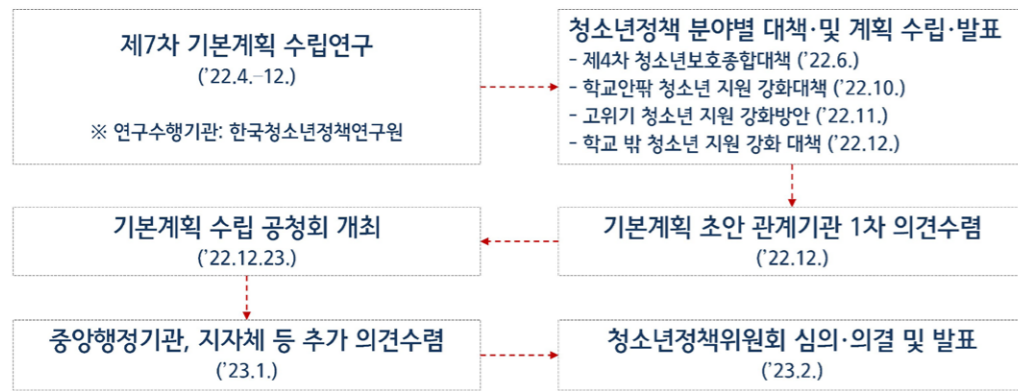 제7차 기본계획 수립연구
(’22.4.–12.)
※ 연구수행기관: 한국청소년정책연구원
청소년정책 분야별 대책·및 계획 수립·발표
- 제4차 청소년보호종합대책 (’22.6.)
- 학교안팎 청소년 지원 강화대책 (’22.10.)
- 고위기 청소년 지원 강화방안 (’22.11.)
- 학교 밖 청소년 지원 강화 대책 (’22.12.)
기본계획 초안 관계기관 1차 의견수렴
(’22.12.)
기본계획 수립 공청회 개최
(’22.12.23.)
중앙행정기관, 지자체 등 추가 의견수렴
(’23.1.)
청소년정책위원회 심의·의결 및 발표
(’23.2.)